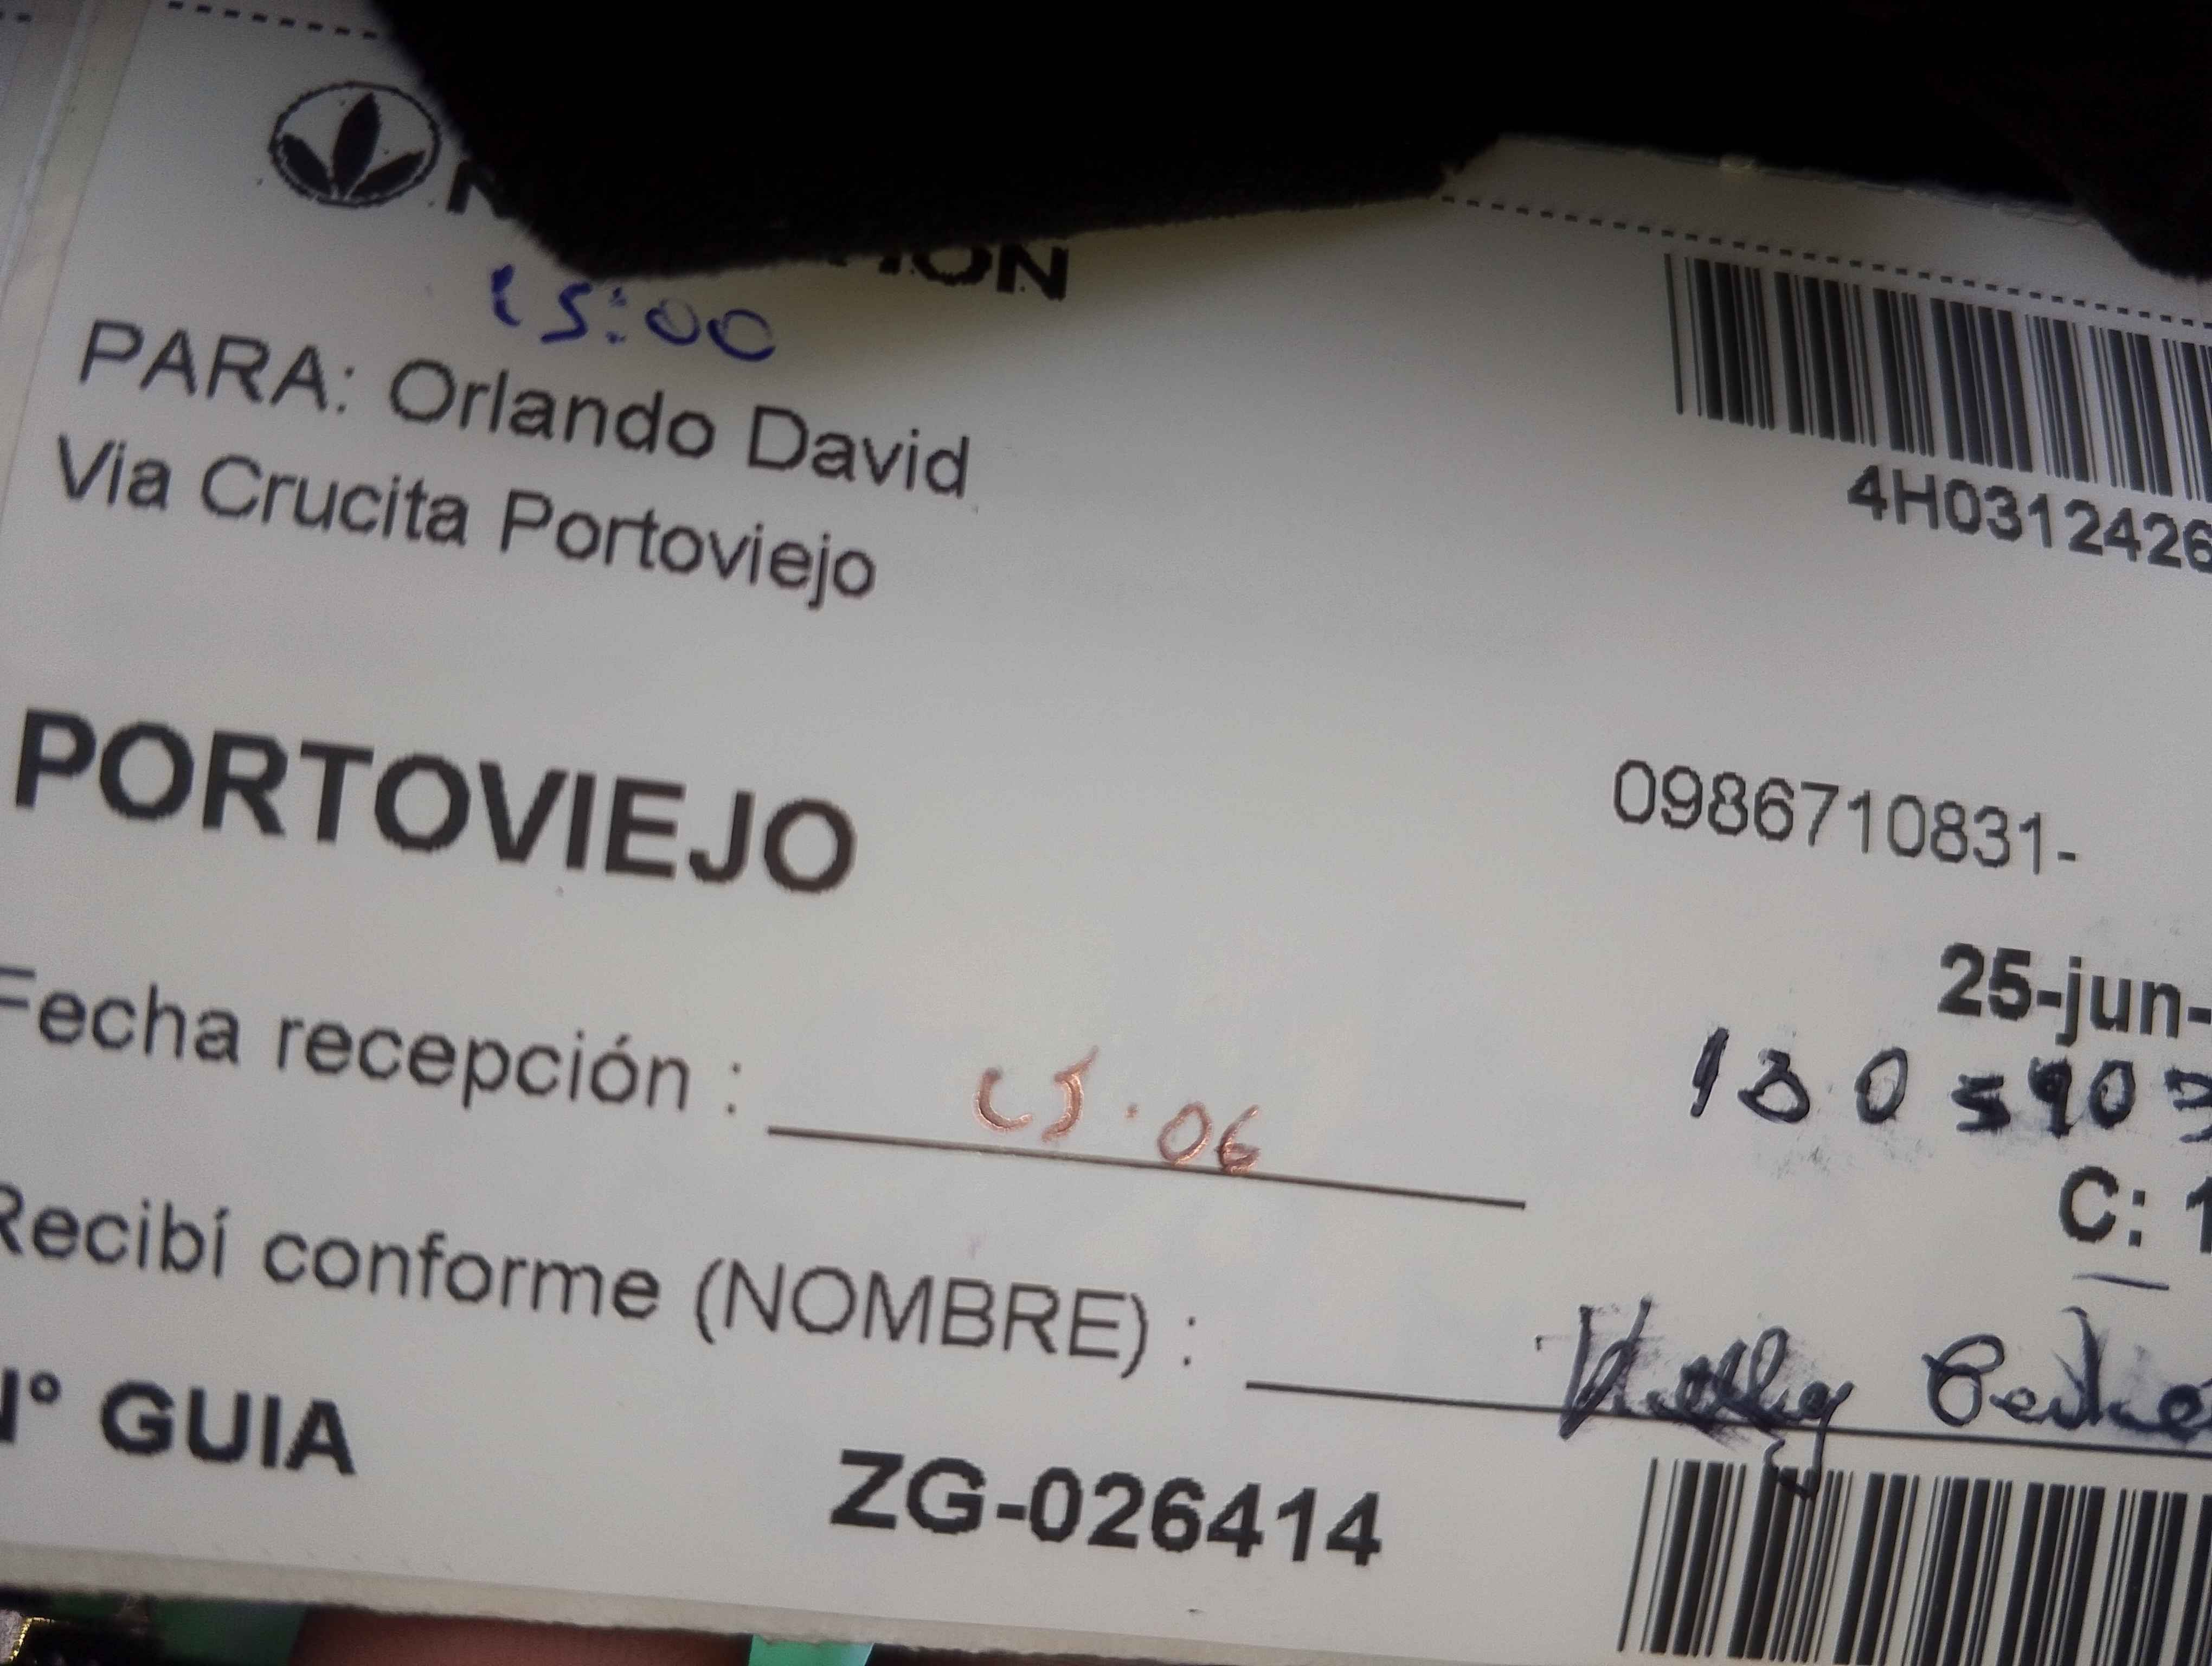 15:00
PARA: Orlando David
Via Crucita Portoviejo
4H0312426
PORTOVIEJO
0986710831-
25-jun-
Fecha recepción : 15.06
C: 1
Recibí conforme (NOMBRE) :
N° GUIA ZG-026414